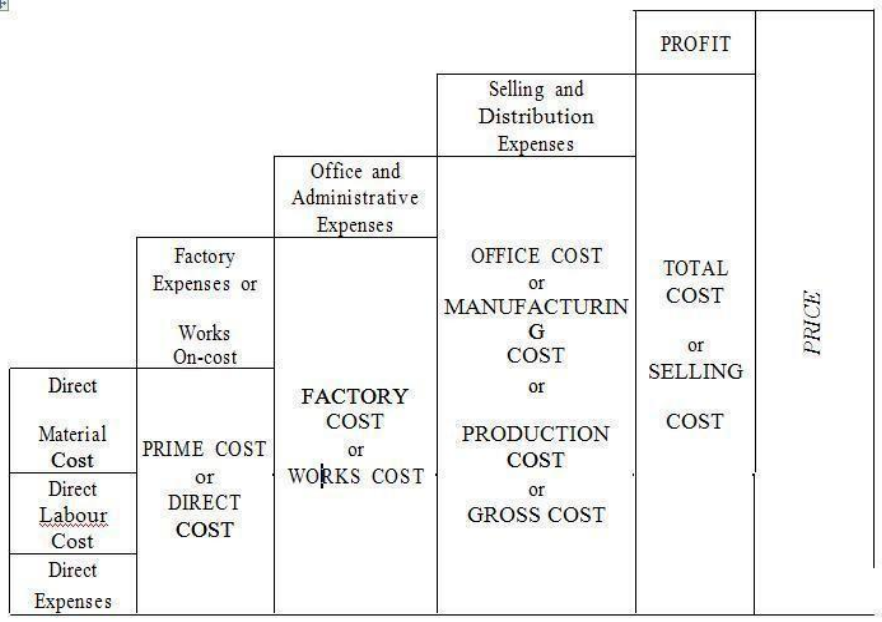 PROFIT
Selling and
Distribution
Expenses
Office and
Administrative
Expenses
Factory
Expenses or
Works
On-cost
Direct
Material
Cost
Direct
Labour
Cost
Direct
Expenses
PRIME COST
or
DIRECT
COST
FACTORY
COST
or
WORKS COST
OFFICE COST
or
MANUFACTURIN
G
COST
or
PRODUCTION
COST
or
GROSS COST
TOTAL
COST
or
SELLING
COST
PRICE